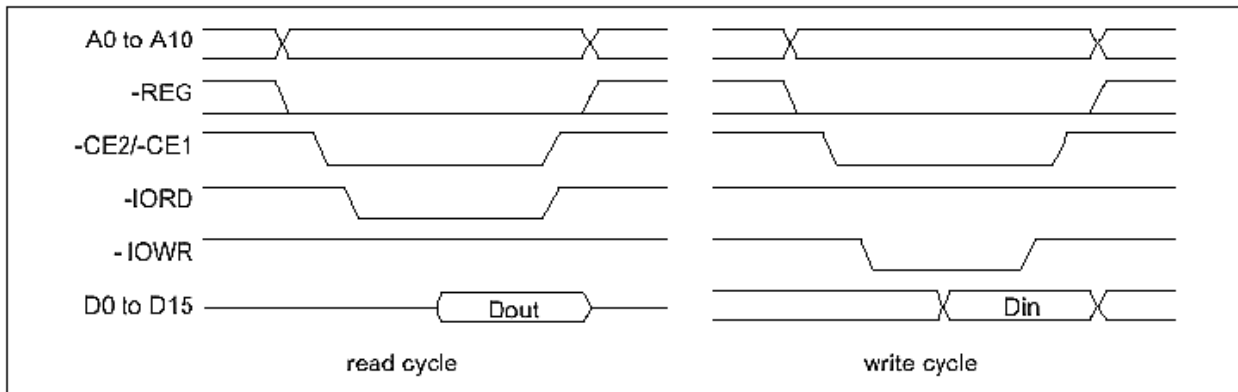 A0 to A10
-REG
-CE2/-CE1
-IORD
-IOWR
D0 to D15 Dout Din
read cycle write cycle